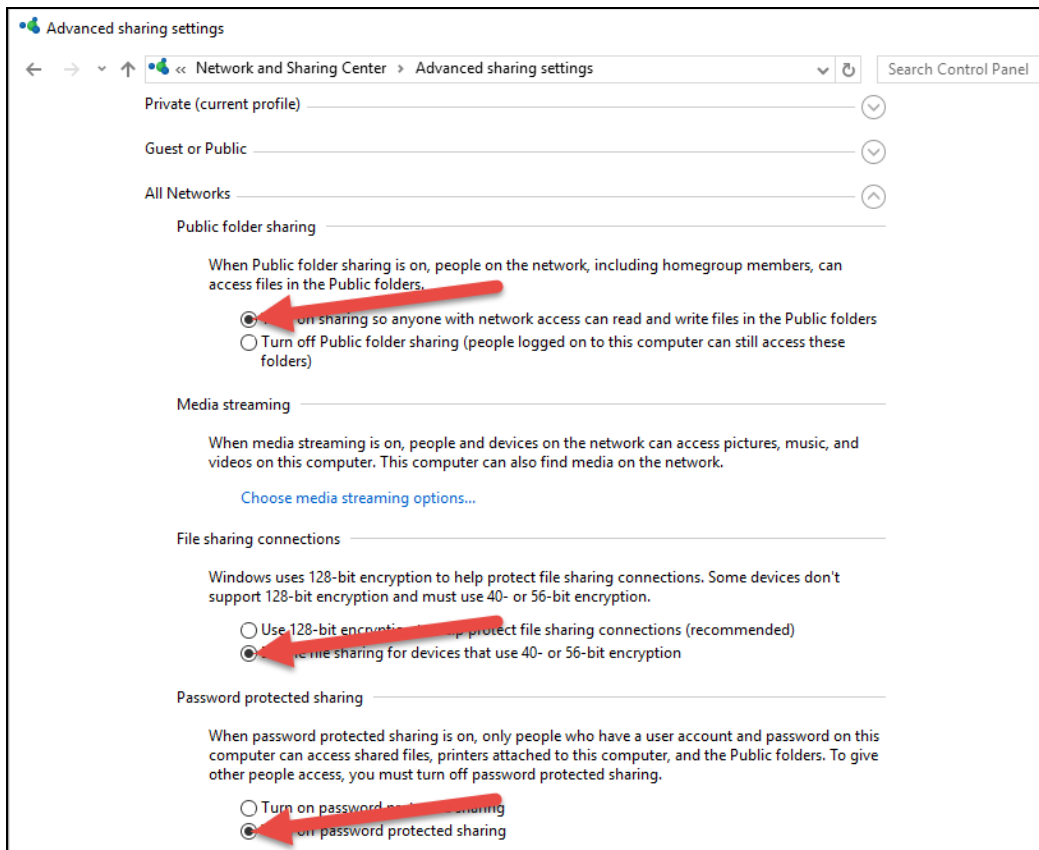 Advanced sharing settings
« Network and Sharing Center › Advanced sharing settings
Search Control Panel
Private (current profile)
Guest or Public
All Networks
Public folder sharing
When Public folder sharing is on, people on the network, including homegroup members, can
access files in the Public folders.
on sharing so anyone with network access can read and write files in the Public folders
Turn off Public folder sharing (people logged on to this computer can still access these
folders)
Media streaming
When media streaming is on, people and devices on the network can access pictures, music, and
videos on this computer. This computer can also find media on the network.
Choose media streaming options...
File sharing connections
Windows uses 128-bit encryption to help protect file sharing connections. Some devices don't
support 128-bit encryption and must use 40- or 56-bit encryption.
Use 128-bit protect file sharing connections (recommended)
file sharing for devices that use 40- or 56-bit encryption
Password protected sharing
When password protected sharing is on, only people who have a user account and password on this
computer can access shared files, printers attached to this computer, and the Public folders. To give
other people access, you must turn off password protected sharing.
Turn on password sharing
off password protected sharing